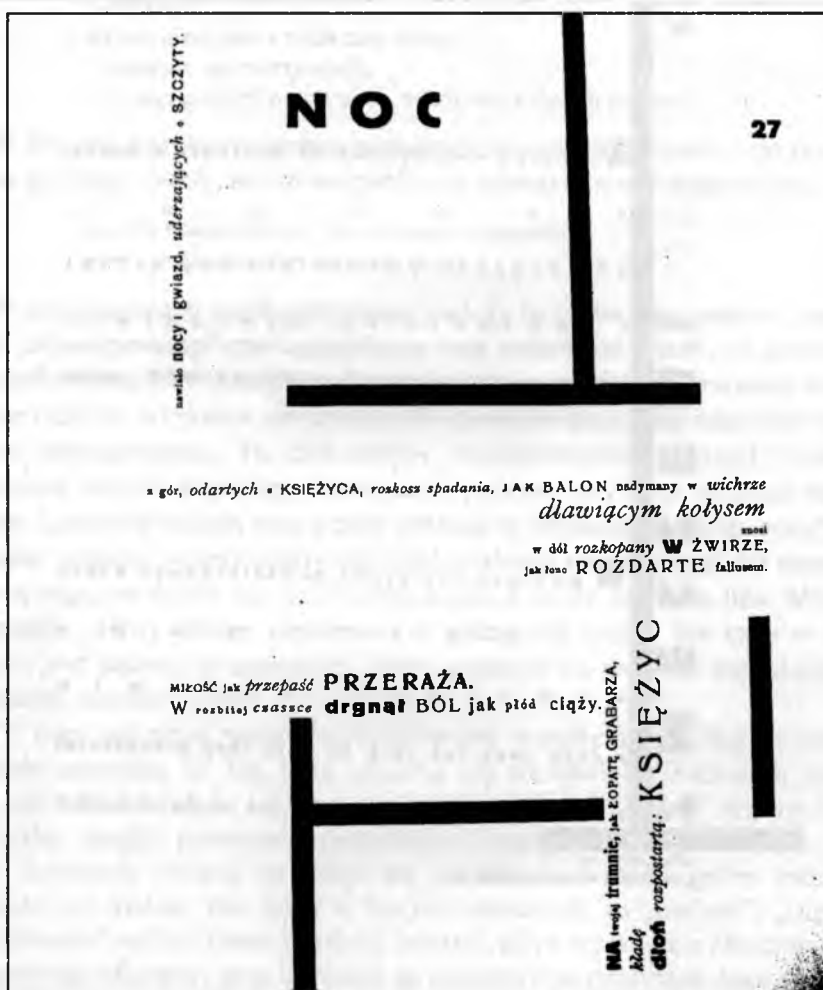 NOC
27
nawisło nocy i gwiazd, uderzających o SZCZYTY.
z gór, odartych o KSIĘŻYCA, rozkosz spadania, JAK BALON nadymany w wichrze
dławiącym kołysem
znosi
w dół rozkopany W ŻWIRZE,
jak łono ROZDARTE fallusem.
MIŁOŚĆ jak przepaść PRZERAŻA.
W rozbitej czaszce drgnął BÓL jak płód ciąży.
NA twojej trumnie, jak ŁOPATĘ GRABARZA,
kładę
dłoń rozpostartą: KSIĘŻYC